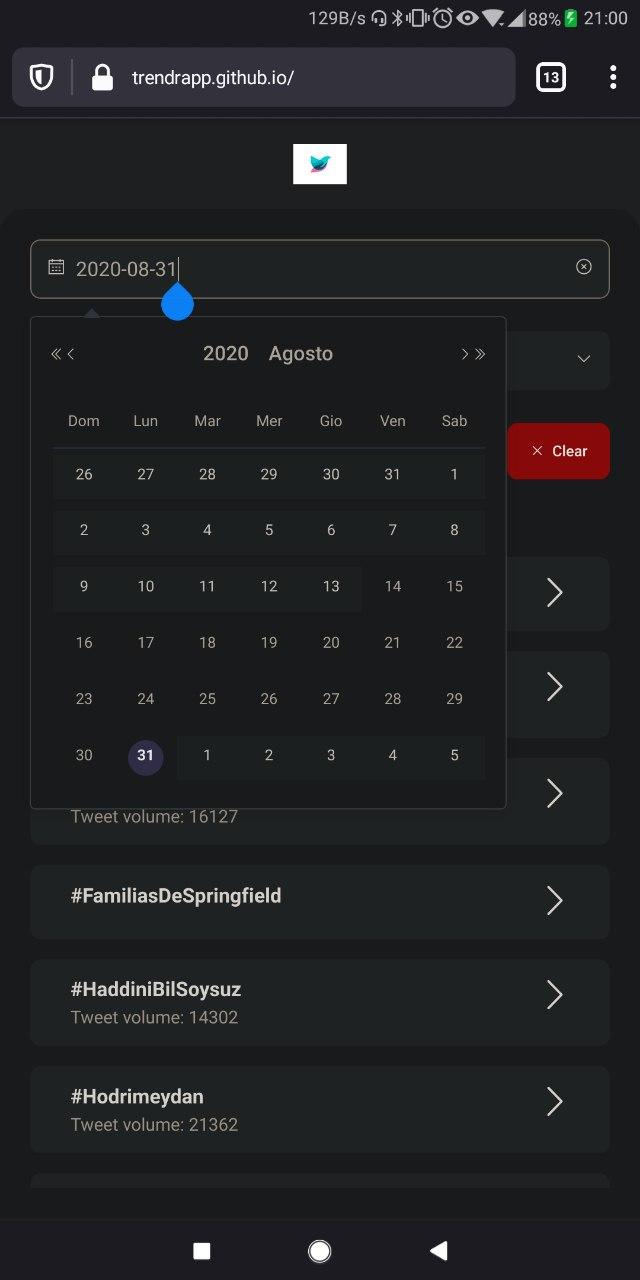 129B/s 88% 21:00
trendrapp.github.io/ 13
2020-08-31
2020 Agosto
Dom Lun Mar Mer Gio Ven Sab
26 27 28 29 30 31 1
2 3 4 5 6 7 8
9 10 11 12 13 14 15
16 17 18 19 20 21 22
23 24 25 26 27 28 29
30 31 1 2 3 4 5
Clear
Tweet volume: 16127
#FamiliasDeSpringfield
#HaddiniBilSoysuz
Tweet volume: 14302
#Hodrimeydan
Tweet volume: 21362